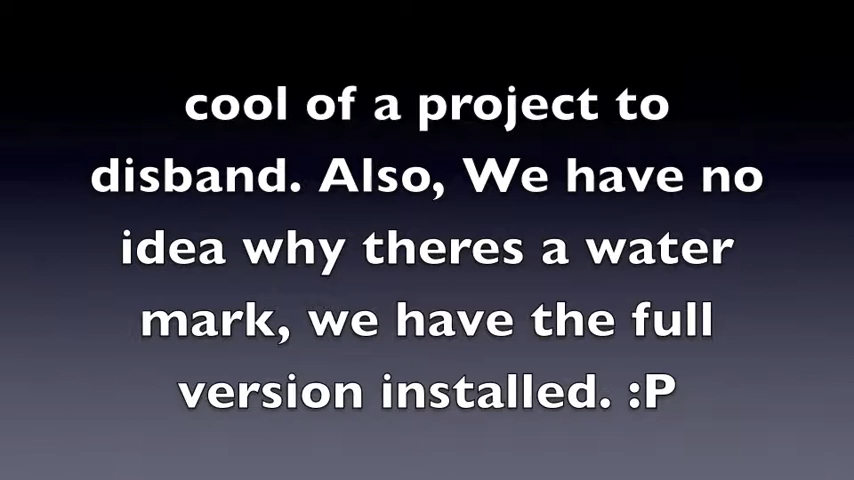 cool of a project to
disband. Also, We have no
idea why theres a water
mark, we have the full
version installed. :P